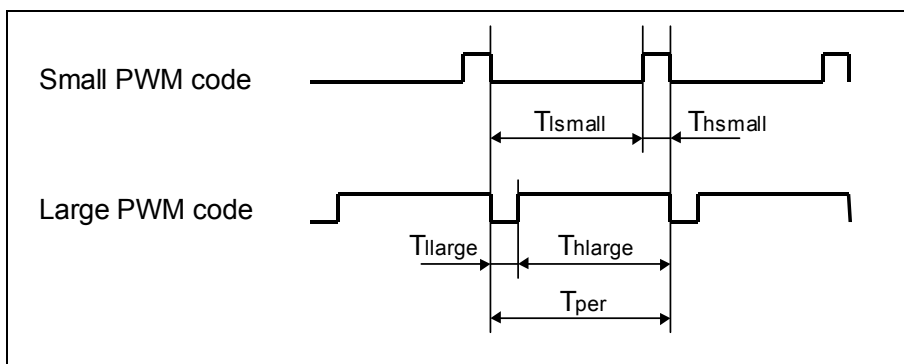 Small PWM code
Tlsmall
Thsmall
Large PWM code
Tllarge
Thlarge
Tper